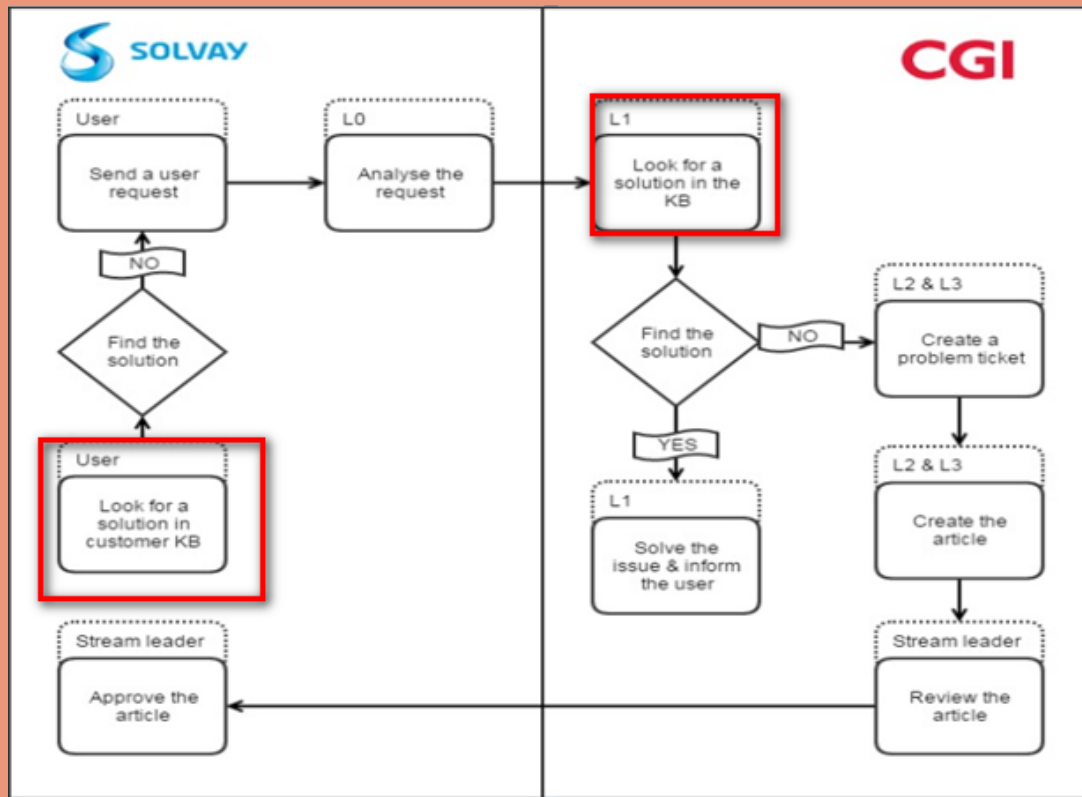 SOLVAY
CGI
User
Send a user
request
L0
Analyse the
request
L1
Look for a
solution in the
KB
NO
Find the
solution
User
Look for a
solution in
customer KB
Find the
solution
NO
L2 & L3
Create a
problem ticket
YES
L1
Solve the
issue & inform
the user
L2 & L3
Create the
article
Stream leader
Approve the
article
Stream leader
Review the
article